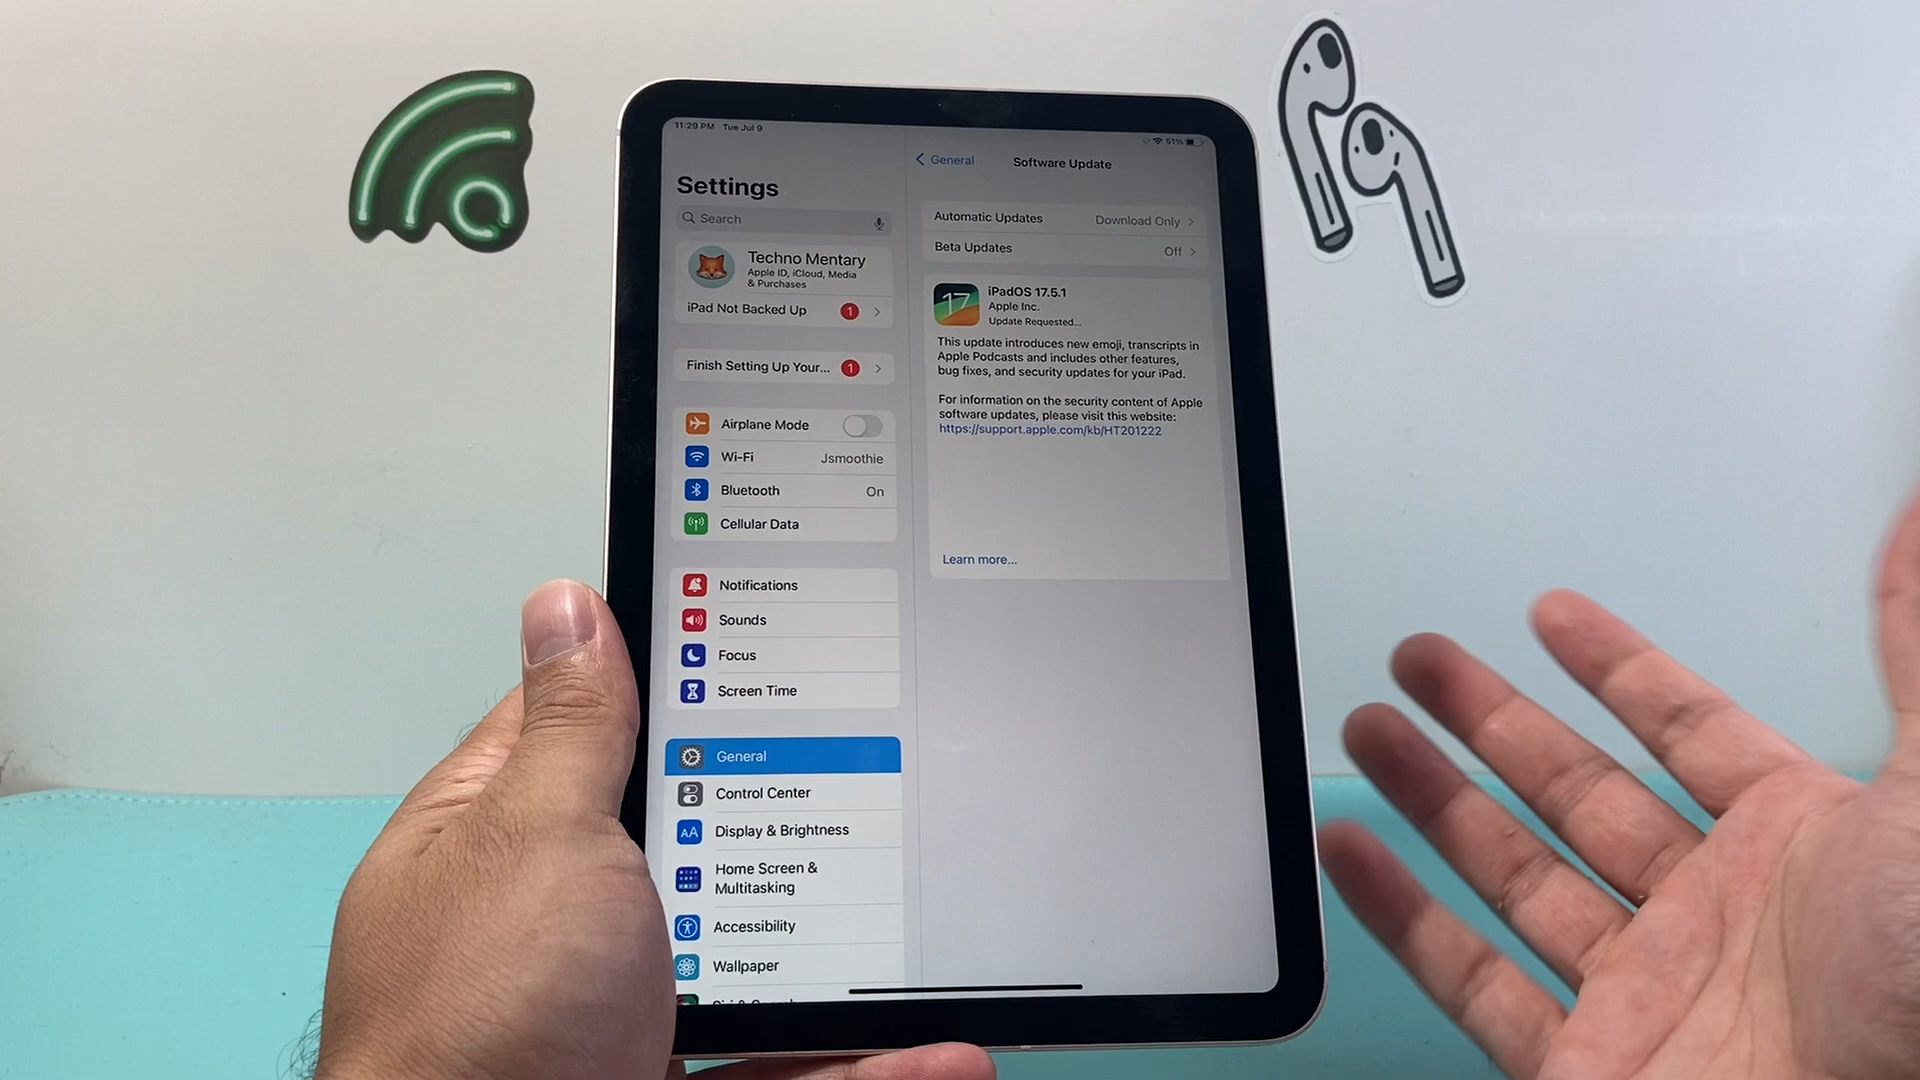 11:29 PM Tue Jul 9
51%
Settings
Search
Techno Mentary
Apple ID, iCloud, Media
& Purchases
iPad Not Backed Up 1
Finish Setting Up Your... 1
Airplane Mode
Wi-Fi Jsmoothie
Bluetooth On
Cellular Data
Notifications
Sounds
Focus
Screen Time
General
Control Center
AA Display & Brightness
Home Screen &
Multitasking
Accessibility
Wallpaper
General Software Update
Automatic Updates Download Only
Beta Updates Off
17
iPadOS 17.5.1
Apple Inc.
Update Requested...
This update introduces new emoji, transcripts in
Apple Podcasts and includes other features,
bug fixes, and security updates for your iPad.
For information on the security content of Apple
software updates, please visit this website:
https://support.apple.com/kb/HT201222
Learn more...